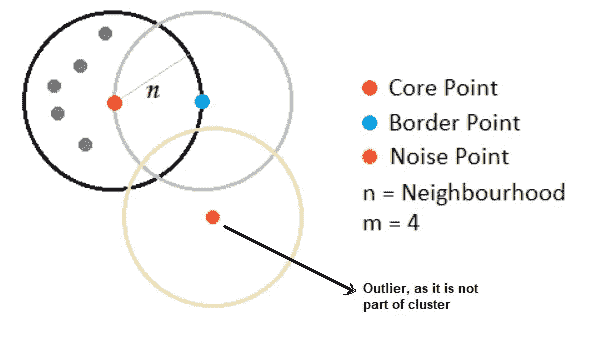 n
Core Point
Border Point
Noise Point
n = Neighbourhood
m = 4
Outlier, as it is not
part of cluster